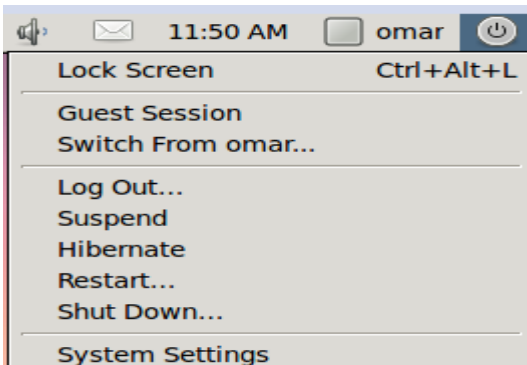 11:50 AM omar
Lock Screen Ctrl+Alt+L
Guest Session
Switch From omar...
Log Out...
Suspend
Hibernate
Restart...
Shut Down...
System Settings